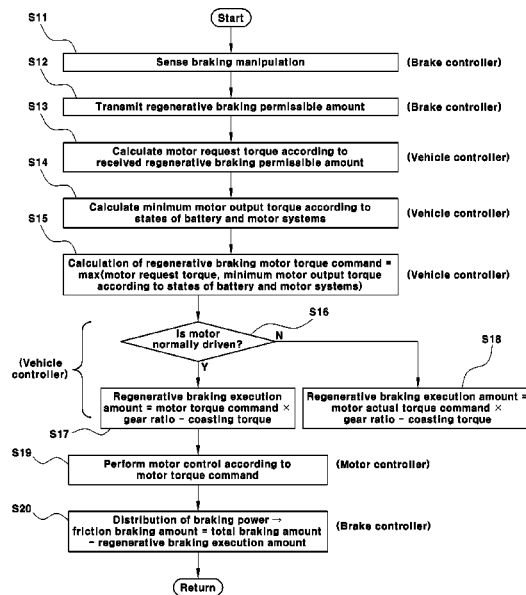 Start
S11
Sense braking manipulation
(Brake controller)
S12
Transmit regenerative braking permissible amount
(Brake controller)
S13
Calculate motor request torque according to
received regenerative braking permissible amount
(Vehicle controller)
S14
Calculate minimum motor output torque according to
states of battery and motor systems
(Vehicle controller)
S15
Calculation of regenerative braking motor torque command =
max(motor request torque, minimum motor output torque
according to states of battery and motor systems)
(Vehicle controller)
S16
Is motor
normally driven?
N
Y
(Vehicle
controller)
S17
Regenerative braking execution
amount = motor torque command ×
gear ratio - coasting torque
S18
Regenerative braking execution amount =
motor actual torque command ×
gear ratio - coasting torque
S19
Perform motor control according to
motor torque command
(Motor controller)
S20
Distribution of braking power →
friction braking amount = total braking amount
- regenerative braking execution amount
(Brake controller)
Return